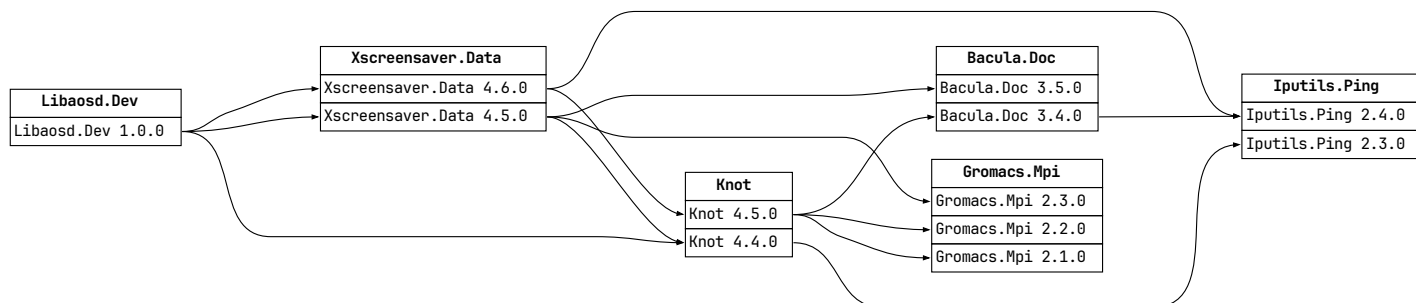 Libaosd.Dev
Libaosd.Dev 1.0.0
Xscreensaver.Data
Xscreensaver.Data 4.6.0
Xscreensaver.Data 4.5.0
Knot
Knot 4.5.0
Knot 4.4.0
Bacula.Doc
Bacula.Doc 3.5.0
Bacula.Doc 3.4.0
Gromacs.Mpi
Gromacs.Mpi 2.3.0
Gromacs.Mpi 2.2.0
Gromacs.Mpi 2.1.0
Iputils.Ping
Iputils.Ping 2.4.0
Iputils.Ping 2.3.0